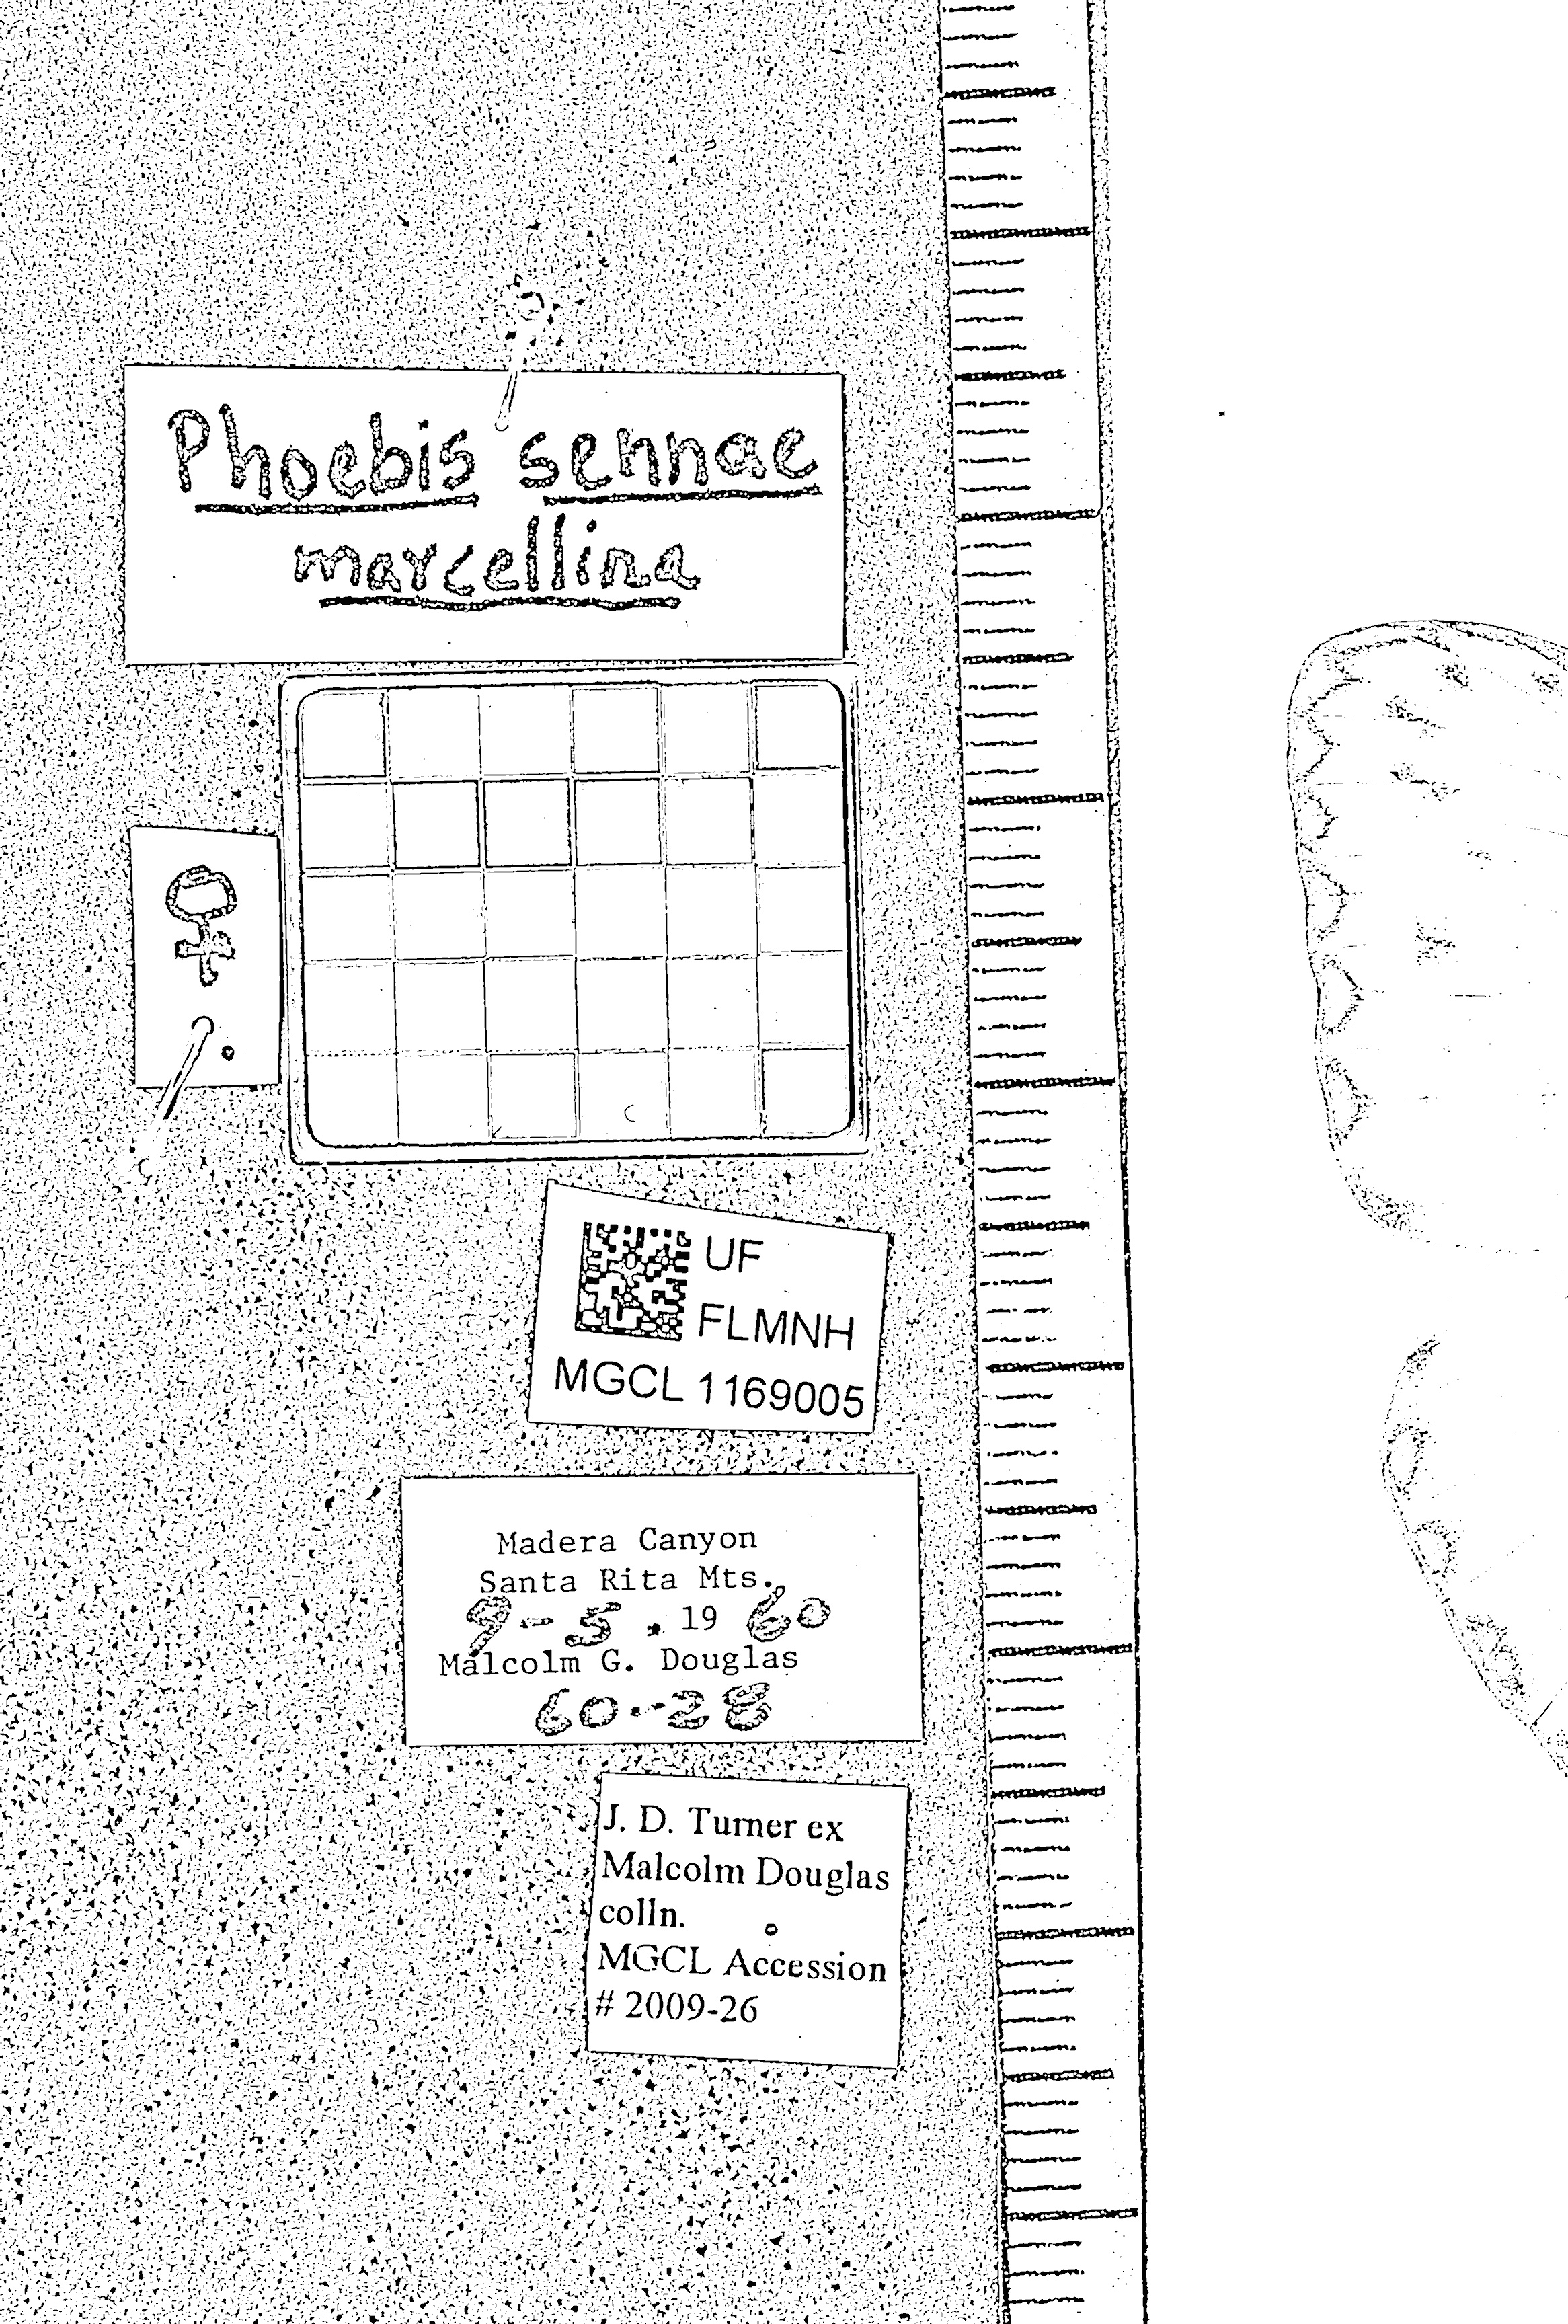 Phoebis sennae
marcellina
♀
UF
FLMNH
MGCL 1169005
Madera Canyon
Santa Rita Mts.
9-5 . 19 60
Malcolm G. Douglas
60-28
J. D. Turner ex
Malcolm Douglas
colln.
MGCL Accession
# 2009-26